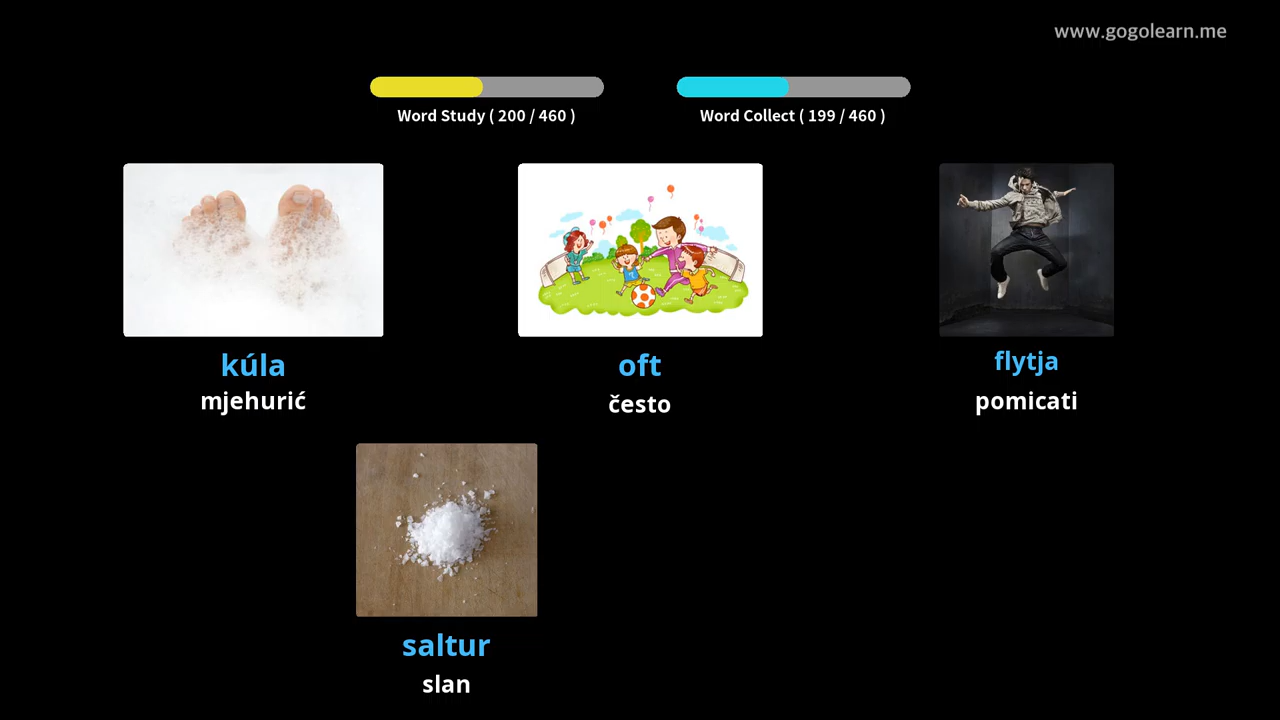 www.gogolearn.me
Word Study ( 200 / 460 )
Word Collect ( 199 / 460 )
kúla
mjehurić
oft
često
flytja
pomicati
saltur
slan